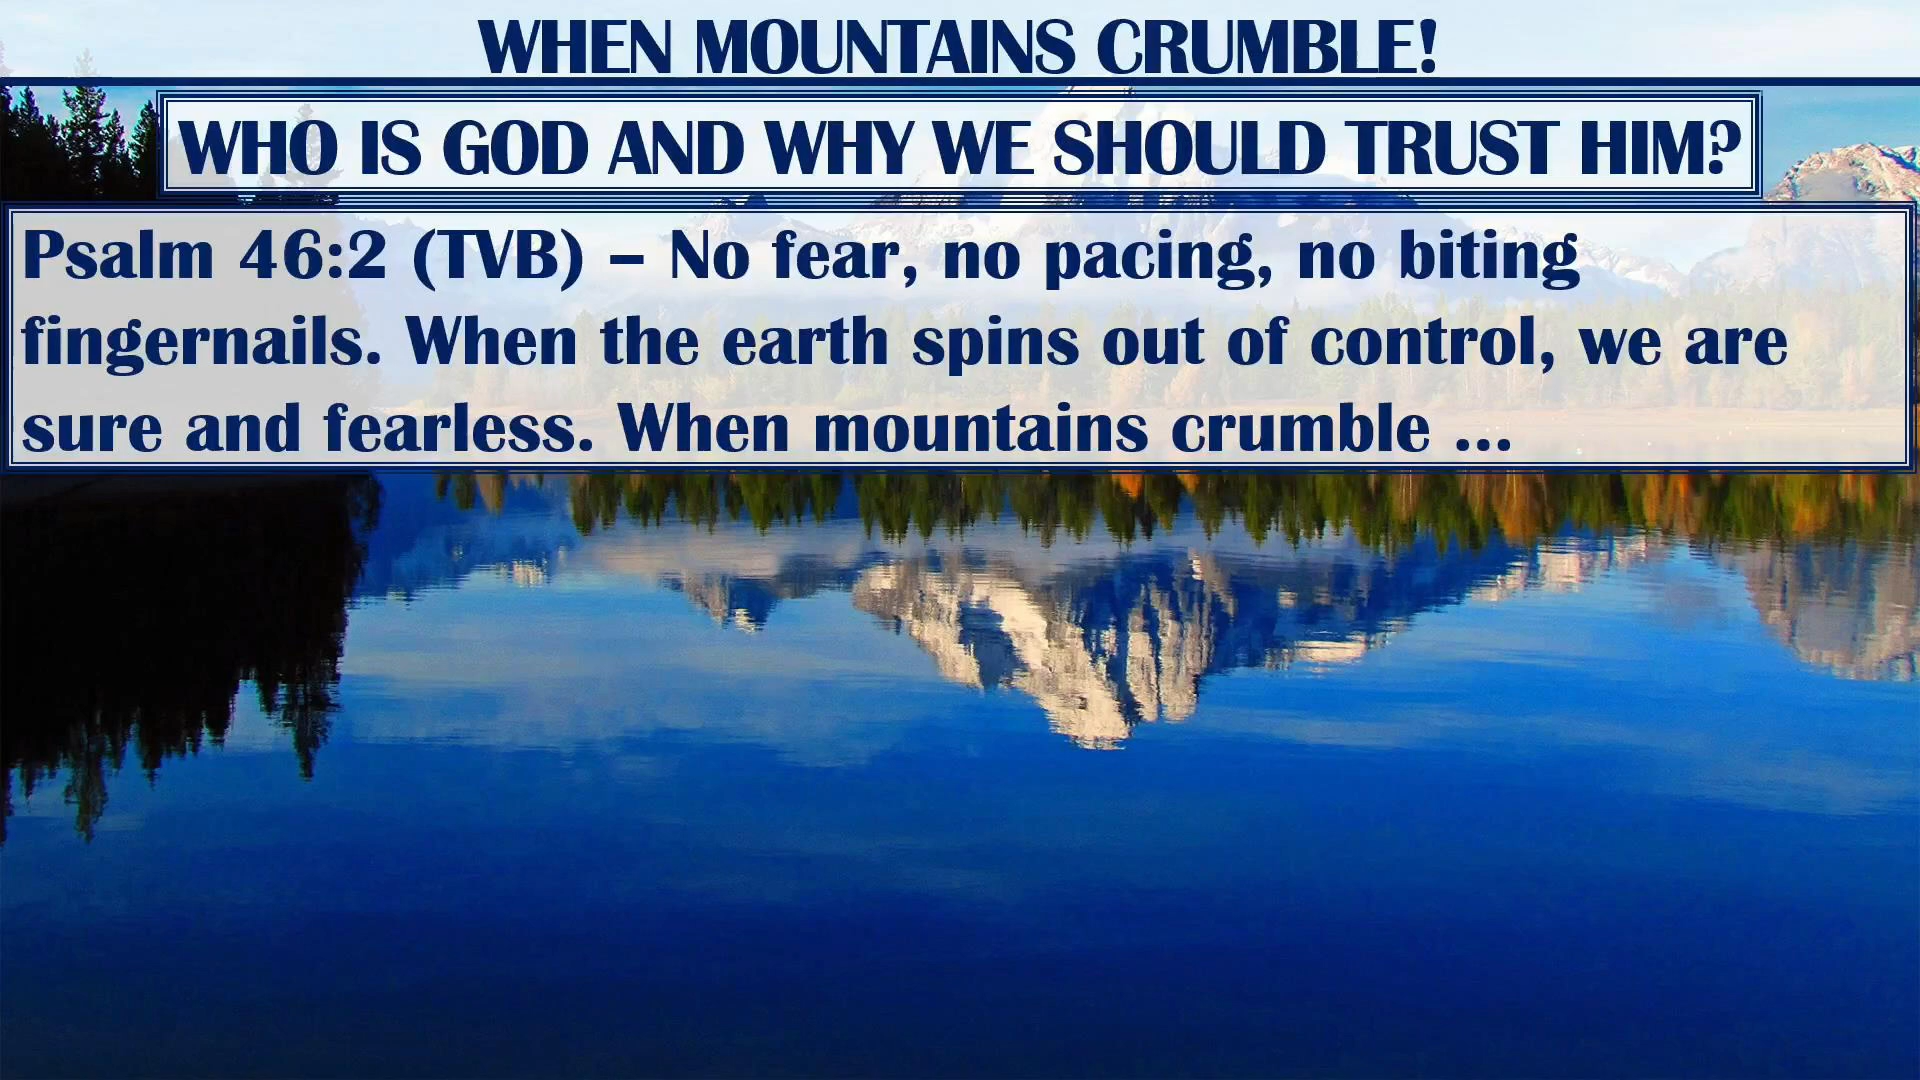 WHEN MOUNTAINS CRUMBLE!
WHO IS GOD AND WHY WE SHOULD TRUST HIM?
Psalm 46:2 (TVB) – No fear, no pacing, no biting
fingernails. When the earth spins out of control, we are
sure and fearless. When mountains crumble ...